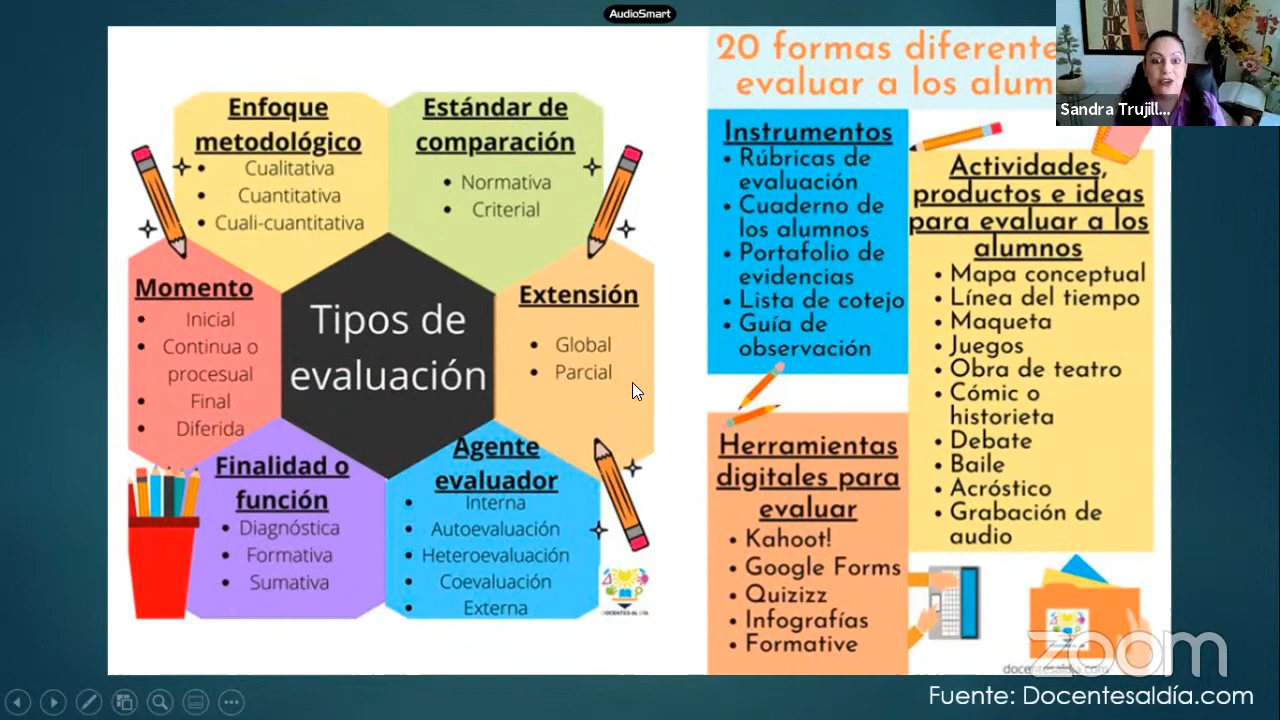 AudioSmart
Enfoque
metodológico
• Cualitativa
• Cuantitativa
• Cuali-cuantitativa
Estándar de
comparación
• Normativa
• Criterial
Momento
• Inicial
• Continua o
procesual
• Final
• Diferida
Tipos de
evaluación
Extensión
• Global
• Parcial
Finalidad o
función
• Diagnóstica
• Formativa
• Sumativa
Agente
evaluador
• Interna
• Autoevaluación
• Heteroevaluación
• Coevaluación
• Externa
DOCENTES AL DÍA
20 formas diferente
evaluar a los alum
Sandra Trujill...
Instrumentos
• Rúbricas de
evaluación
• Cuaderno de
los alumnos
• Portafolio de
evidencias
• Lista de cotejo
• Guía de
observación
Actividades,
productos e ideas
para evaluar a los
alumnos
• Mapa conceptual
• Línea del tiempo
• Maqueta
• Juegos
• Obra de teatro
• Cómic o
historieta
• Debate
• Baile
• Acróstico
• Grabación de
audio
Herramientas
digitales para
evaluar
• Kahoot!
• Google Forms
• Quizizz
• Infografías
• Formative
zoom
docentesaldia.com
Fuente: Docentesaldía.com